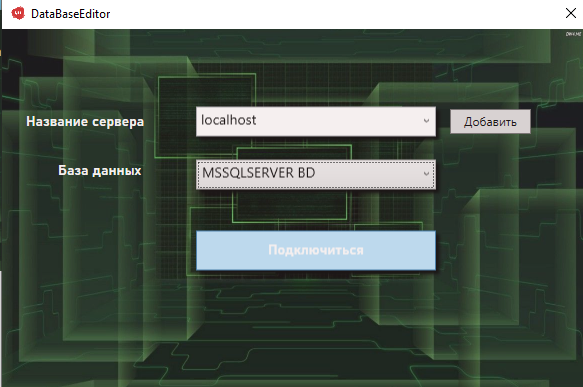 DataBaseEditor
Название сервера
localhost
Добавить
База данных
MSSQLSERVER BD
Подключиться